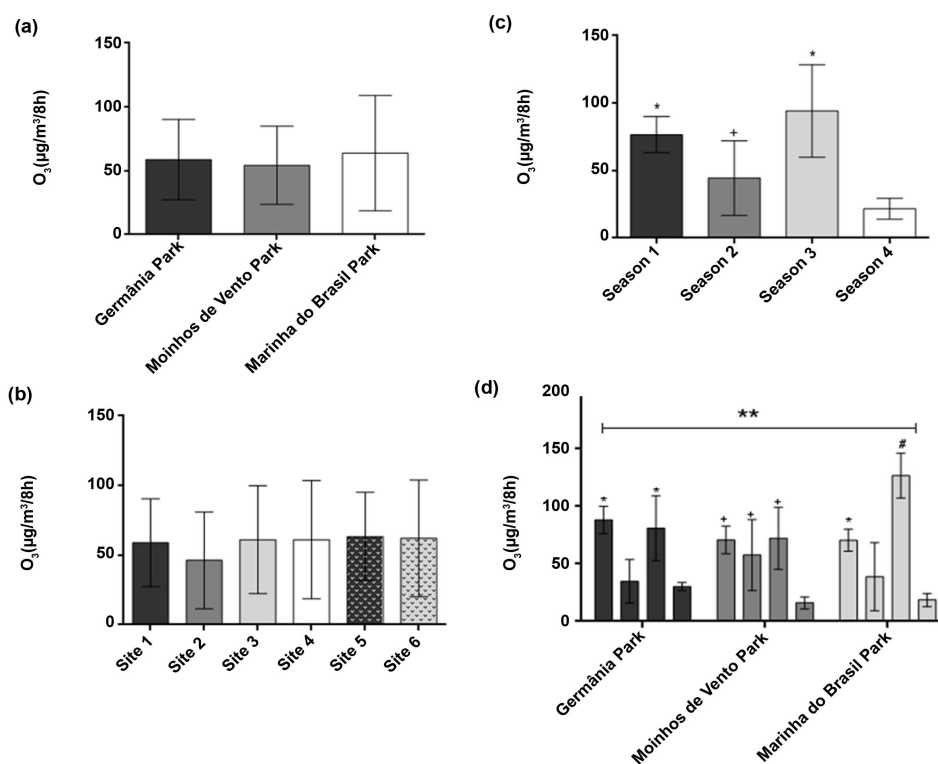 (a)
150
100
50
0
O₃(µg/m³/8h)
Germânia Park
Moinhos de Vento Park
Marinha do Brasil Park
(c)
150
100
50
0
O₃(µg/m³/8h)
*
+
*
Season 1
Season 2
Season 3
Season 4
(b)
150
100
50
0
O₃(µg/m³/8h)
Site 1
Site 2
Site 3
Site 4
Site 5
Site 6
(d)
200
150
100
50
0
O₃(µg/m³/8h)
**
*
*
+
+
+
*
#
Germânia Park
Moinhos de Vento Park
Marinha do Brasil Park